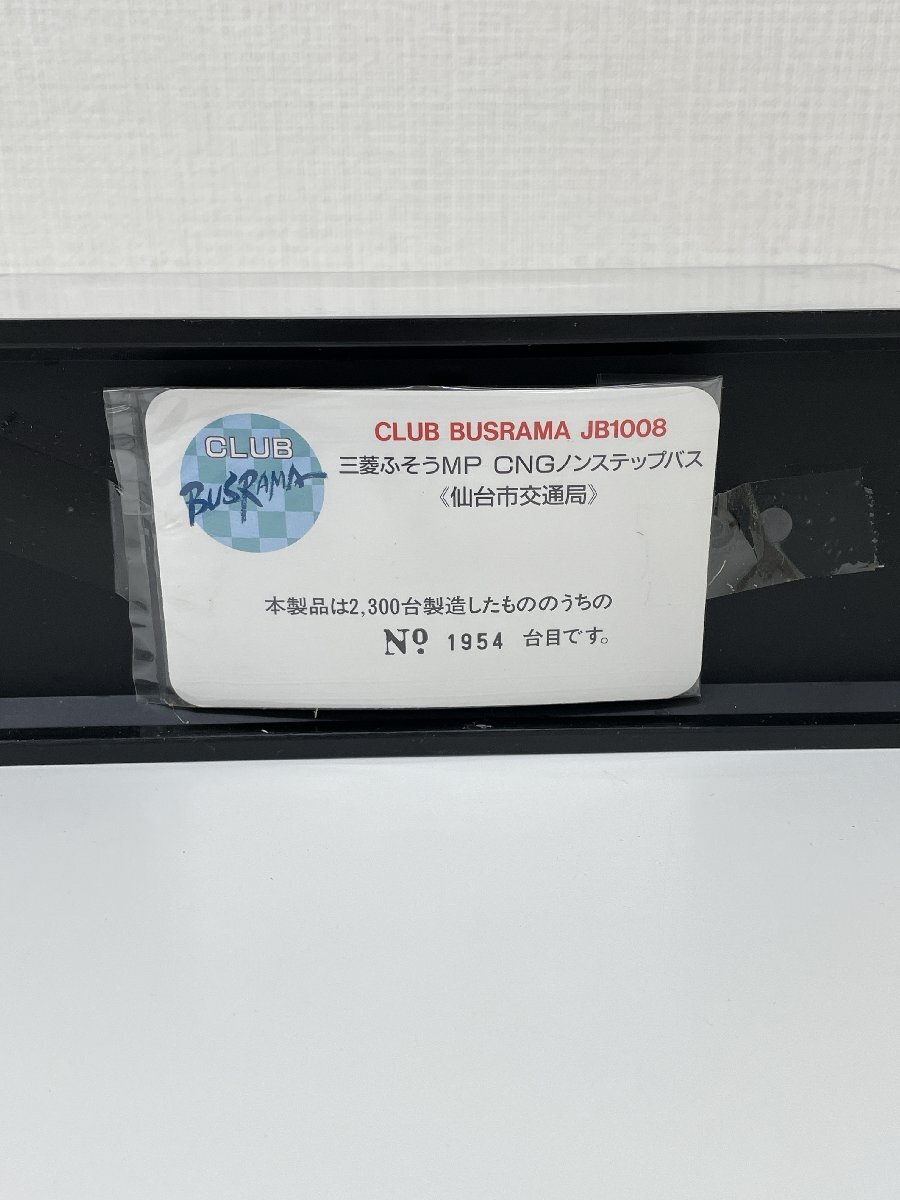 CLUB
BUSRAMA
CLUB BUSRAMA JB1008
三菱ふそうMP CNGノンステップバス
《仙台市交通局》
本製品は2,300台製造したもののうちの
No. 1954 台目です。